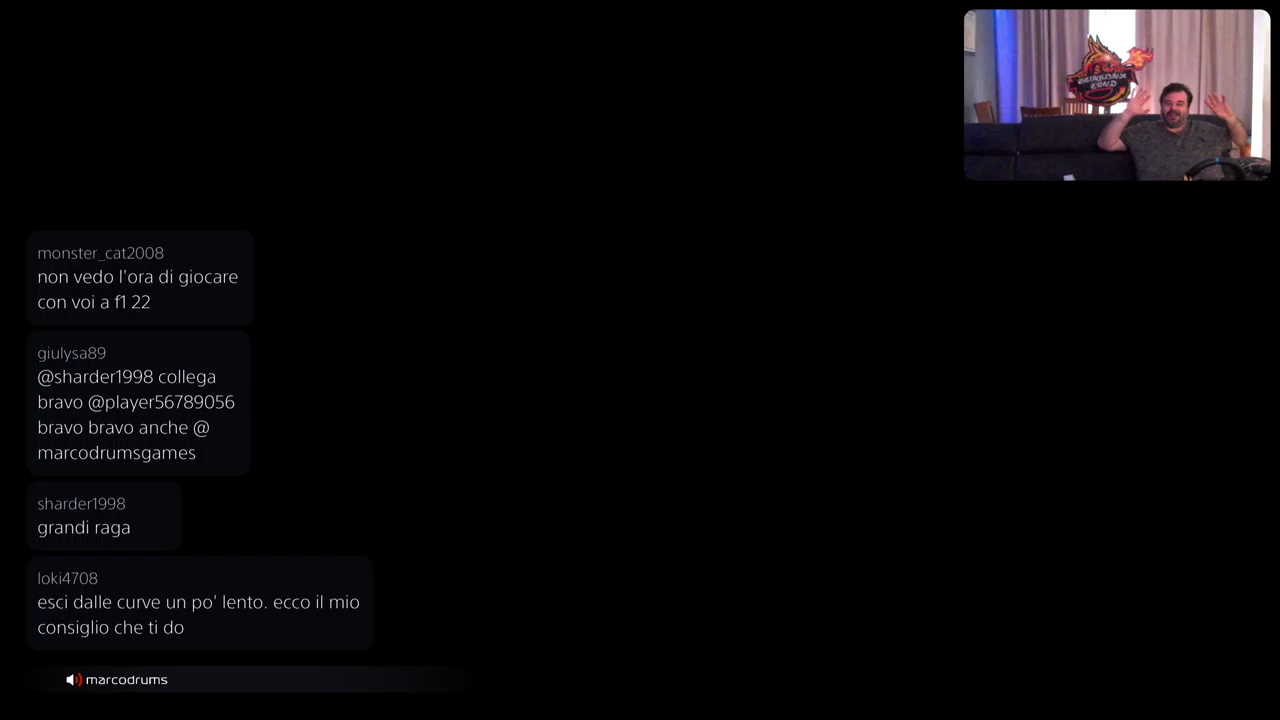 monster_cat2008
non vedo l'ora di giocare
con voi a f1 22
giulysa89
@sharder1998 collega
bravo @player56789056
bravo bravo anche @
marcodrumsgames
sharder1998
grandi raga
loki4708
esci dalle curve un po' lento. ecco il mio
consiglio che ti do
marcodrums